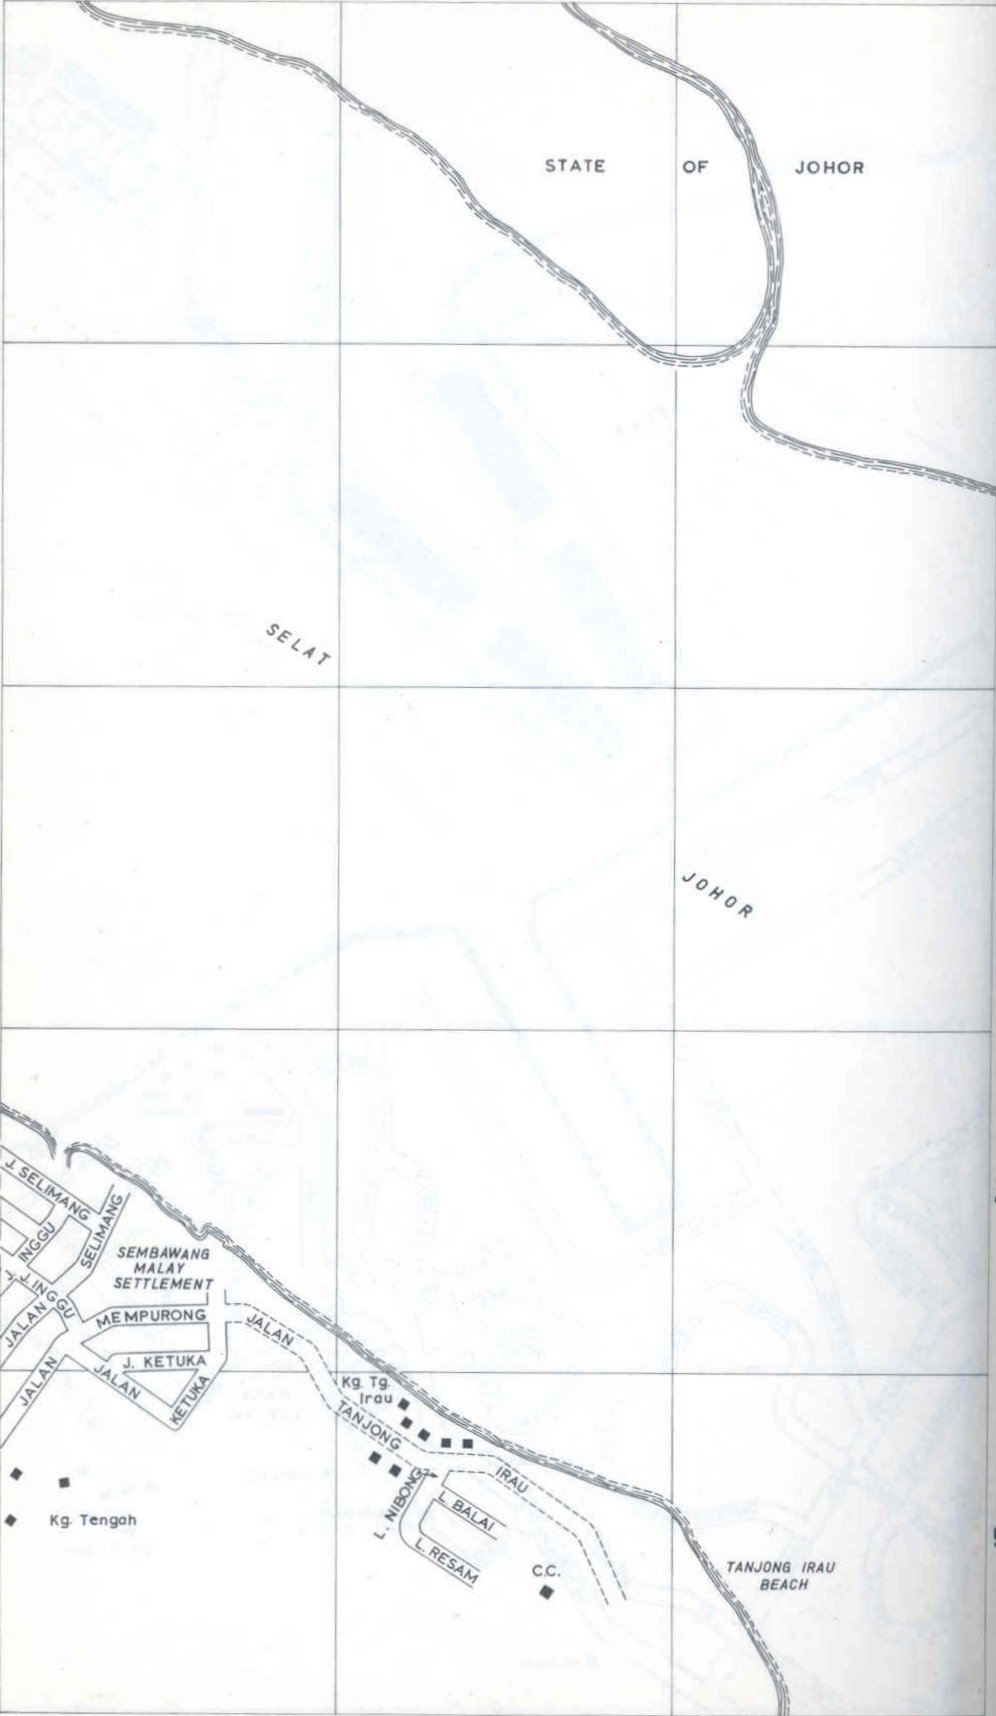 STATE OF JOHOR
SELAT
JOHOR
J. SELIMANG
SELIMANG
INGGU
J. INGGU
JALAN
JALAN
SEMBAWANG
MALAY
SETTLEMENT
MEMPURONG
J. KETUKA
JALAN
KETUKA
JALAN
Kg. Tg.
Irau
TANJONG
IRAU
L. NIBONG
L. BALAI
L. RESAM
C.C.
Kg. Tengah
TANJONG IRAU
BEACH